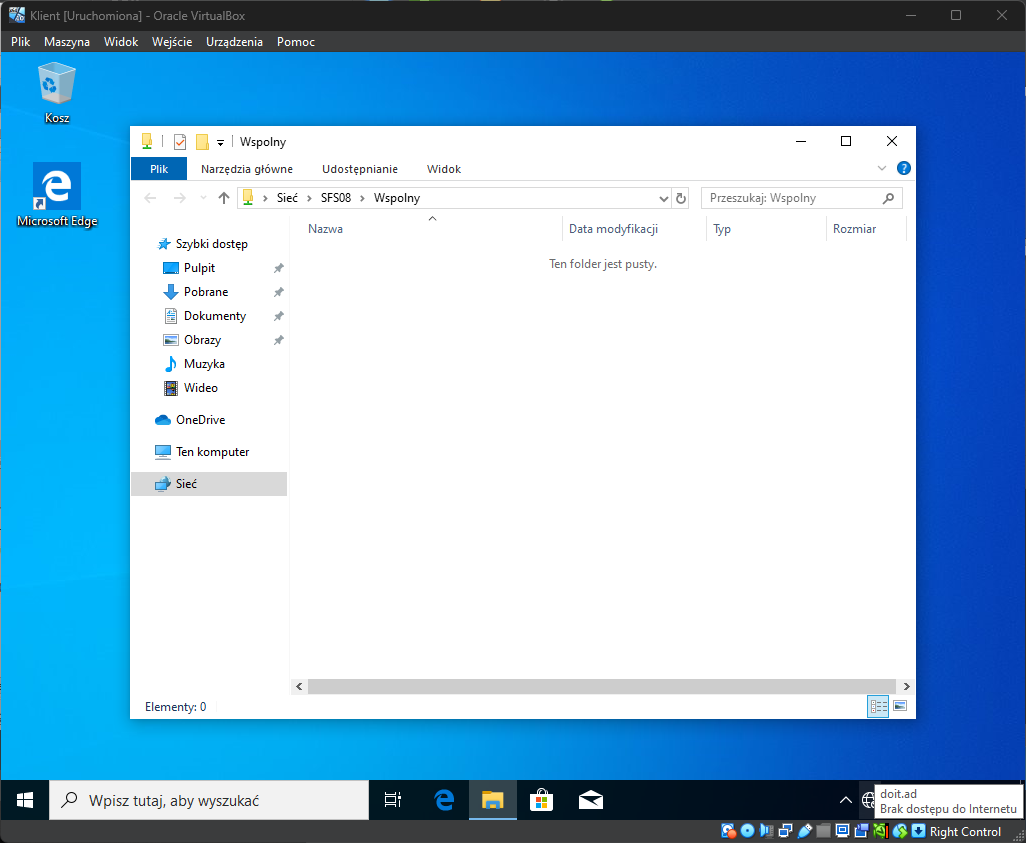 Klient [Uruchomiona] - Oracle VirtualBox
Plik Maszyna Widok Wejście Urządzenia Pomoc
Kosz
Microsoft Edge
Wspolny
Plik Narzędzia główne Udostępnianie Widok
Sieć SFS08 Wspolny
Przeszukaj: Wspolny
Nazwa Data modyfikacji Typ Rozmiar
Ten folder jest pusty.
Szybki dostęp
Pulpit
Pobrane
Dokumenty
Obrazy
Muzyka
Wideo
OneDrive
Ten komputer
Sieć
Elementy: 0
Wpisz tutaj, aby wyszukać
doit.ad
Brak dostępu do Internetu
Right Control